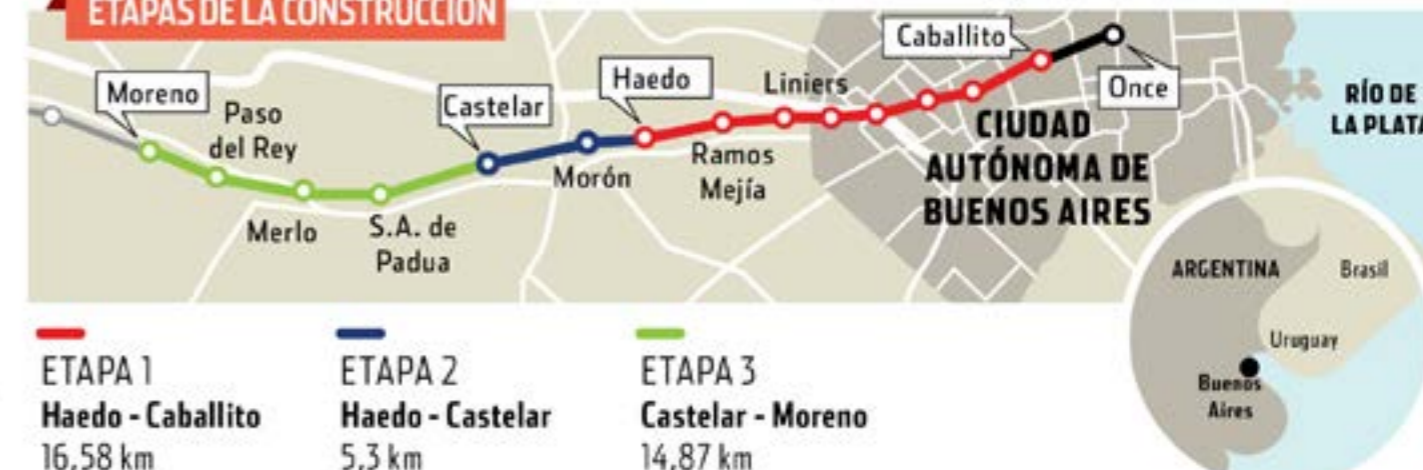 ETAPAS DE LA CONSTRUCCIÓN
Moreno
Paso
del Rey
Merlo
S.A. de
Padua
Castelar
Morón
Haedo
Ramos
Mejía
Liniers
Caballito
Once
CIUDAD
AUTÓNOMA DE
BUENOS AIRES
RÍO DE
LA PLATA
ARGENTINA
Brasil
Uruguay
Buenos
Aires
ETAPA 1
Haedo - Caballito
16,58 km
ETAPA 2
Haedo - Castelar
5,3 km
ETAPA 3
Castelar - Moreno
14,87 km